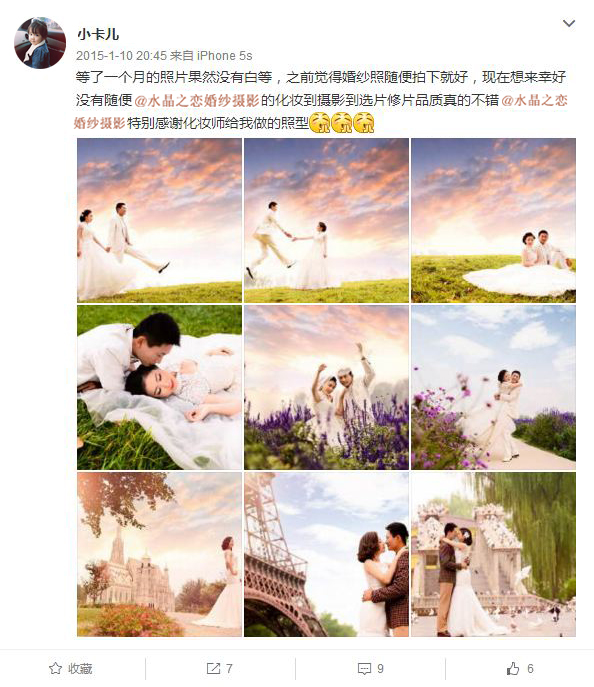 小卡儿
2015-1-10 20:45 来自 iPhone 5s
等了一个月的照片果然没有白等，之前觉得婚纱照随便拍下就好，现在想来幸好
没有随便@水晶之恋婚纱摄影的化妆到摄影到选片修片品质真的不错@水晶之恋
婚纱摄影特别感谢化妆师给我做的照型
收藏
7
9
6